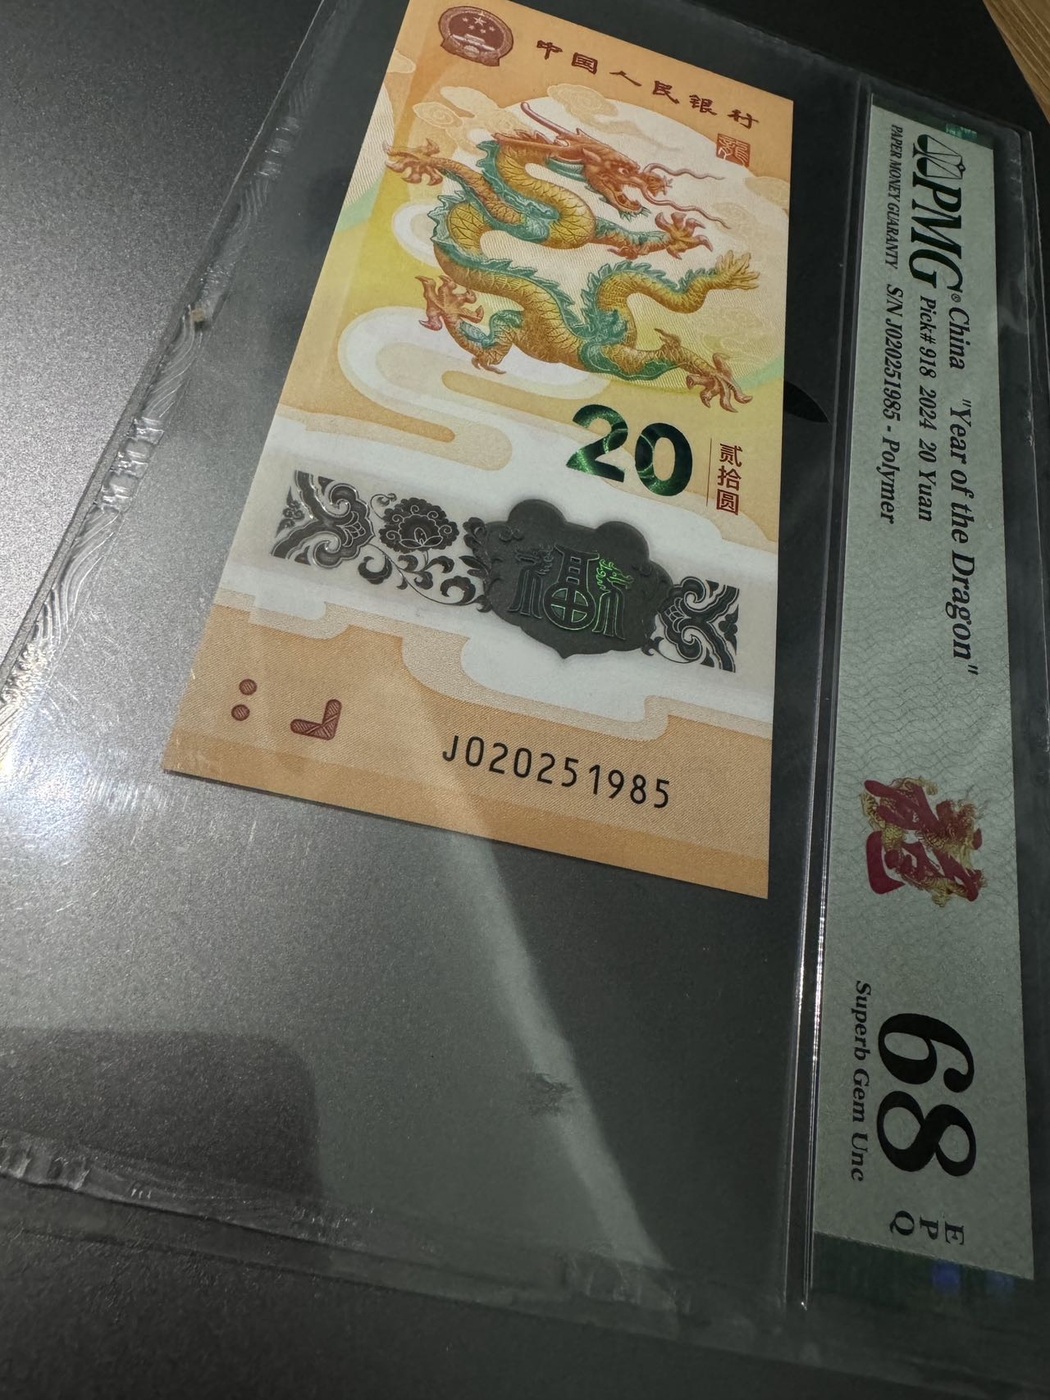 中国人民银行
20
贰拾圆
福
J020251985
PMG®
PAPER MONEY GUARANTY
China "Year of the Dragon"
Pick# 918 2024 20 Yuan
S/N J020251985 - Polymer
68
EPQ
Superb Gem Unc